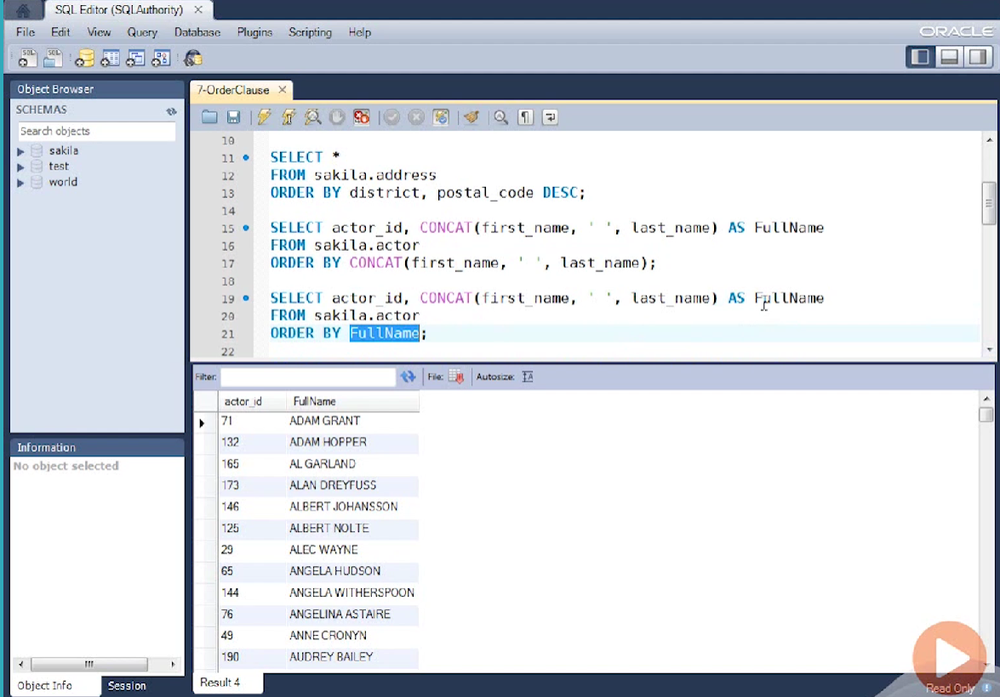 SQL Editor (SQLAuthority)
File Edit View Query Database Plugins Scripting Help
ORACLE
SQL SQL
Object Browser
SCHEMAS
Search objects
sakila
test
world
7-OrderClause
10
11 SELECT *
12 FROM sakila.address
13 ORDER BY district, postal_code DESC;
14
15 SELECT actor_id, CONCAT(first_name, ' ', last_name) AS FullName
16 FROM sakila.actor
17 ORDER BY CONCAT(first_name, ' ', last_name);
18
19 SELECT actor_id, CONCAT(first_name, ' ', last_name) AS FullName
20 FROM sakila.actor
21 ORDER BY FullName;
22
Filter: File: Autosize:
actor_id FullName
71 ADAM GRANT
132 ADAM HOPPER
165 AL GARLAND
173 ALAN DREYFUSS
146 ALBERT JOHANSSON
125 ALBERT NOLTE
29 ALEC WAYNE
65 ANGELA HUDSON
144 ANGELA WITHERSPOON
76 ANGELINA ASTAIRE
49 ANNE CRONYN
190 AUDREY BAILEY
Information
No object selected
Object Info Session
Result 4
Read Only